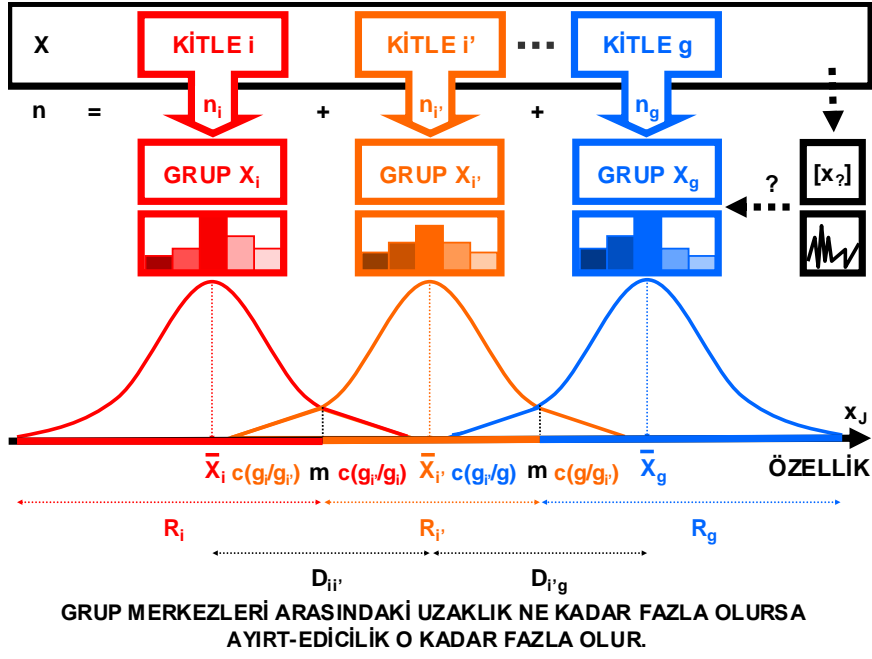 X KİTLE i KİTLE i' ... KİTLE g
n = n_i + n_i' + n_g
GRUP X_i GRUP X_i' GRUP X_g ? [x_?]
x_J
X̄_i c(g_i/g_i') m c(g_i'/g_i) X̄_i' c(g_i'/g) m c(g/g_i') X̄_g ÖZELLİK
R_i R_i' R_g
D_ii' D_i'g
GRUP MERKEZLERİ ARASINDAKİ UZAKLIK NE KADAR FAZLA OLURSA
AYIRT-EDİCİLİK O KADAR FAZLA OLUR.